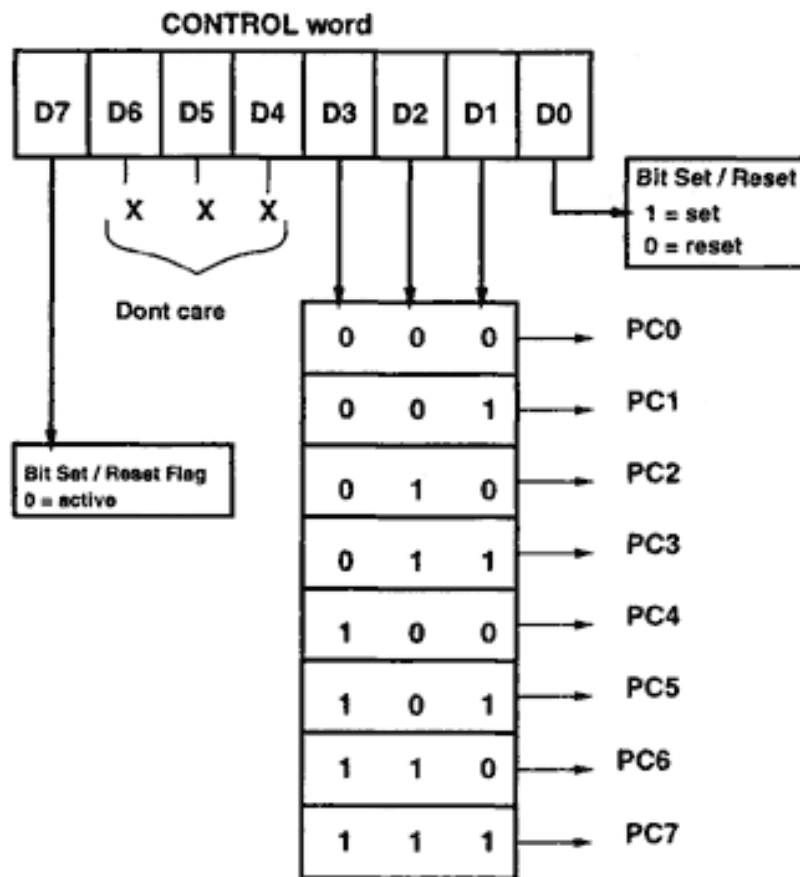 CONTROL word
D7 D6 D5 D4 D3 D2 D1 D0
X X X
Dont care
Bit Set / Reset
1 = set
0 = reset
Bit Set / Reset Flag
0 = active
0 0 0 PC0
0 0 1 PC1
0 1 0 PC2
0 1 1 PC3
1 0 0 PC4
1 0 1 PC5
1 1 0 PC6
1 1 1 PC7